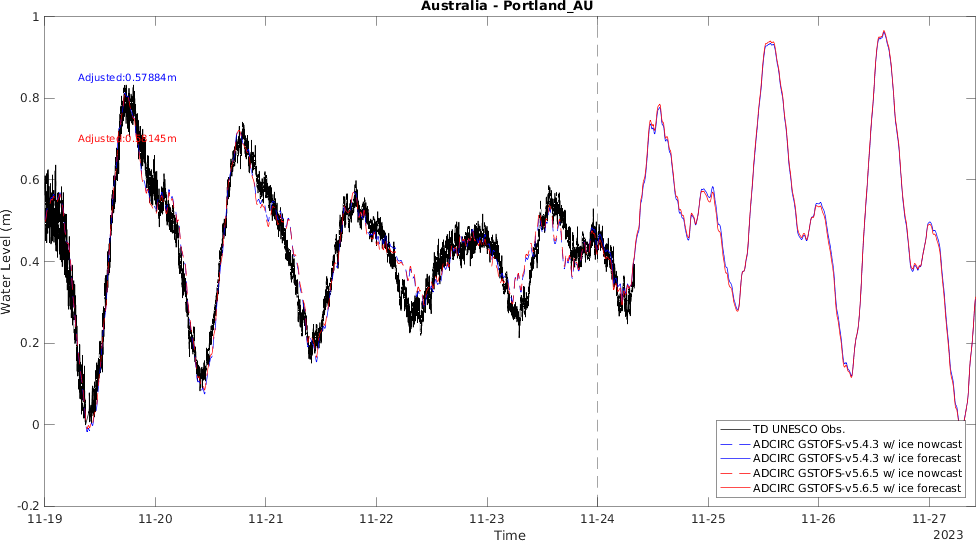 Australia - Portland_AU
Adjusted:0.57884m
Adjusted:0.58145m
Water Level (m)
1
0.8
0.6
0.4
0.2
0
-0.2
11-19 11-20 11-21 11-22 11-23 11-24 11-25 11-26 11-27
Time
2023
TD UNESCO Obs.
ADCIRC GSTOFS-v5.4.3 w/ ice nowcast
ADCIRC GSTOFS-v5.4.3 w/ ice forecast
ADCIRC GSTOFS-v5.6.5 w/ ice nowcast
ADCIRC GSTOFS-v5.6.5 w/ ice forecast